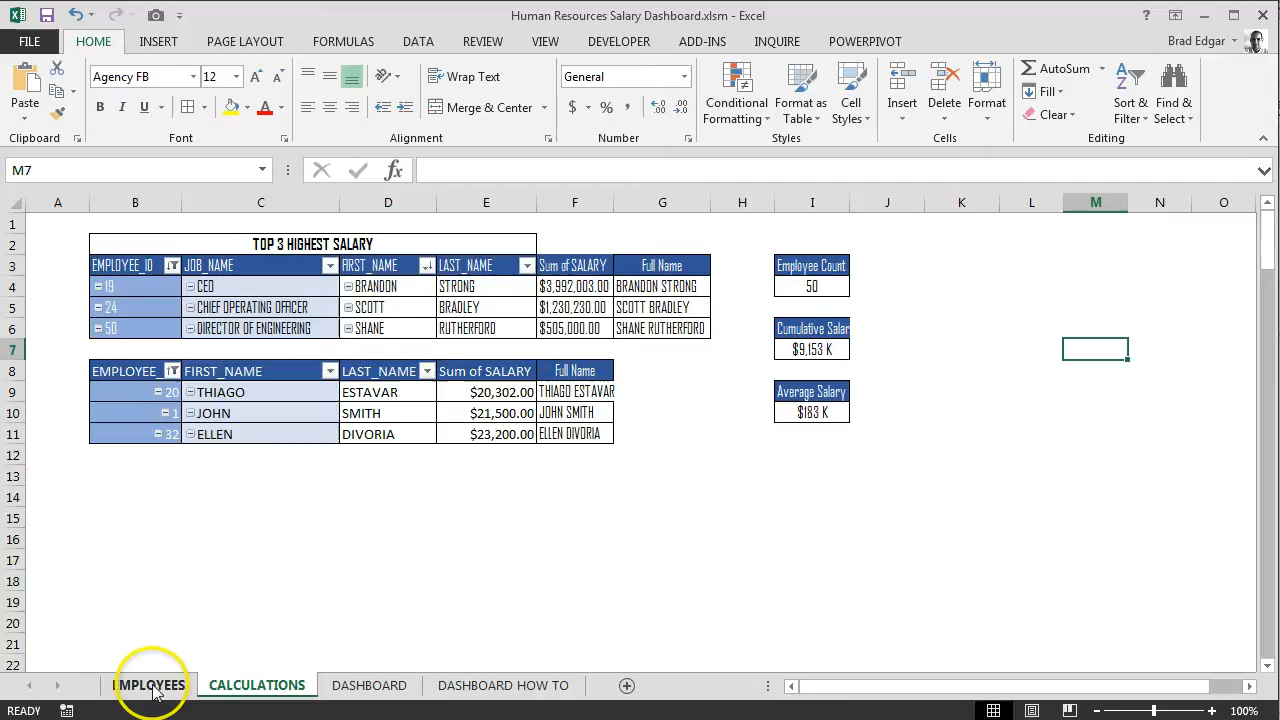 Human Resources Salary Dashboard.xlsm - Excel
FILE HOME INSERT PAGE LAYOUT FORMULAS DATA REVIEW VIEW DEVELOPER ADD-INS INQUIRE POWERPIVOT Brad Edgar
Paste
Clipboard
Agency FB 12
B I U
Font
Wrap Text
Merge & Center
Alignment
General
$ % ,
Number
Conditional Formatting
Format as Table
Cell Styles
Styles
Insert
Delete
Format
Cells
AutoSum
Fill
Clear
Sort & Filter
Find & Select
Editing
M7
fx
A B C D E F G H I J K L M N O
1
2 TOP 3 HIGHEST SALARY
3 EMPLOYEE_ID JOB_NAME FIRST_NAME LAST_NAME Sum of SALARY Full Name Employee Count
4 19 CEO BRANDON STRONG $3,992,003.00 BRANDON STRONG 50
5 24 CHIEF OPERATING OFFICER SCOTT BRADLEY $1,230,230.00 SCOTT BRADLEY
6 50 DIRECTOR OF ENGINEERING SHANE RUTHERFORD $505,000.00 SHANE RUTHERFORD Cumulative Salar
7 $9,153 K
8 EMPLOYEE_ FIRST_NAME LAST_NAME Sum of SALARY Full Name
9 20 THIAGO ESTAVAR $20,302.00 THIAGO ESTAVAR Average Salary
10 1 JOHN SMITH $21,500.00 JOHN SMITH $183 K
11 32 ELLEN DIVORIA $23,200.00 ELLEN DIVORIA
12
13
14
15
16
17
18
19
20
21
22
EMPLOYEES CALCULATIONS DASHBOARD DASHBOARD HOW TO
READY 100%